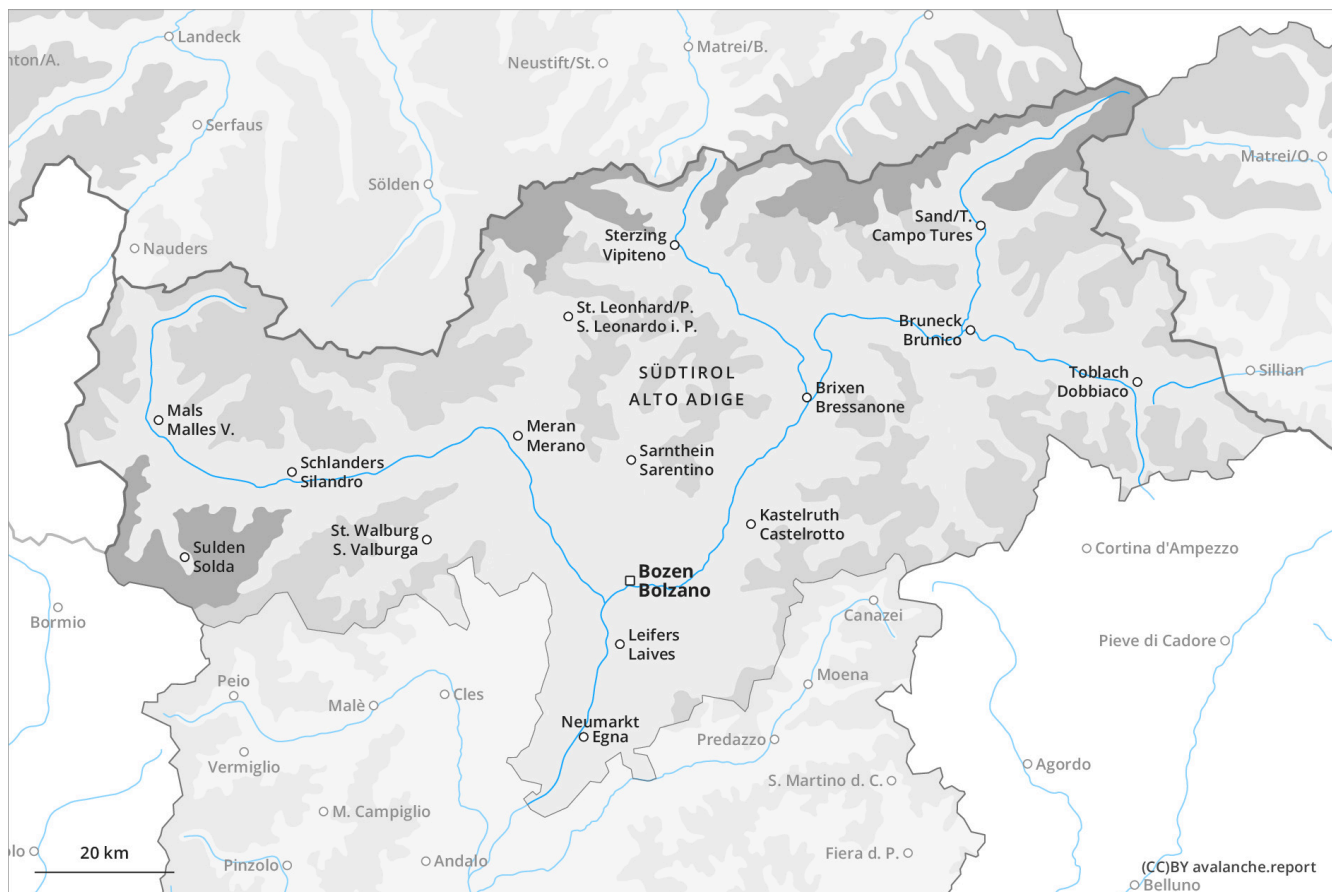 Landeck
Matrei/B.
nton/A.
Neustift/St.
Serfaus
Matrei/O.
Sölden
Sand/T.
Campo Tures
Sterzing
Vipiteno
Nauders
St. Leonhard/P.
S. Leonardo i. P.
Bruneck
Brunico
SÜDTIROL
ALTO ADIGE
Toblach
Dobbiaco
Sillian
Brixen
Bressanone
Mals
Malles V.
Meran
Merano
Schlanders
Silandro
Sarnthein
Sarentino
Kastelruth
Castelrotto
St. Walburg
S. Valburga
Sulden
Solda
Cortina d'Ampezzo
Bozen
Bolzano
Bormio
Canazei
Leifers
Laives
Pieve di Cadore
Peio
Malè
Cles
Moena
Neumarkt
Egna
Predazzo
Vermiglio
Agordo
S. Martino d. C.
M. Campiglio
olo
20 km
Pinzolo
Andalo
Fiera d. P.
(CC)BY avalanche.report
Belluno